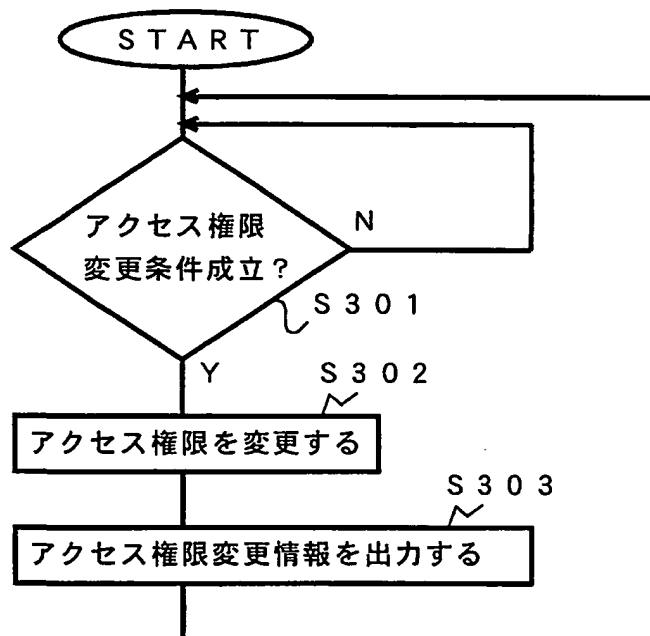 ＳＴＡＲＴ
アクセス権限
変更条件成立？
Ｎ
Ｓ３０１
Ｙ
Ｓ３０２
アクセス権限を変更する
Ｓ３０３
アクセス権限変更情報を出力する